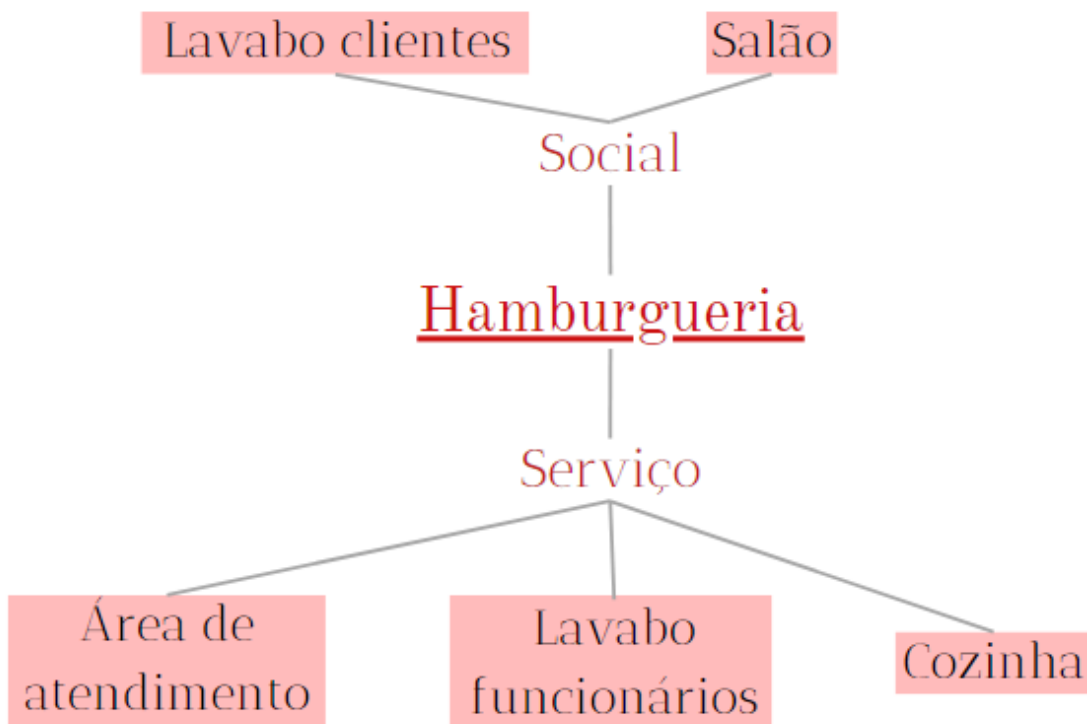 Lavabo clientes
Salão
Social
Hamburgueria
Serviço
Área de
atendimento
Lavabo
funcionários
Cozinha